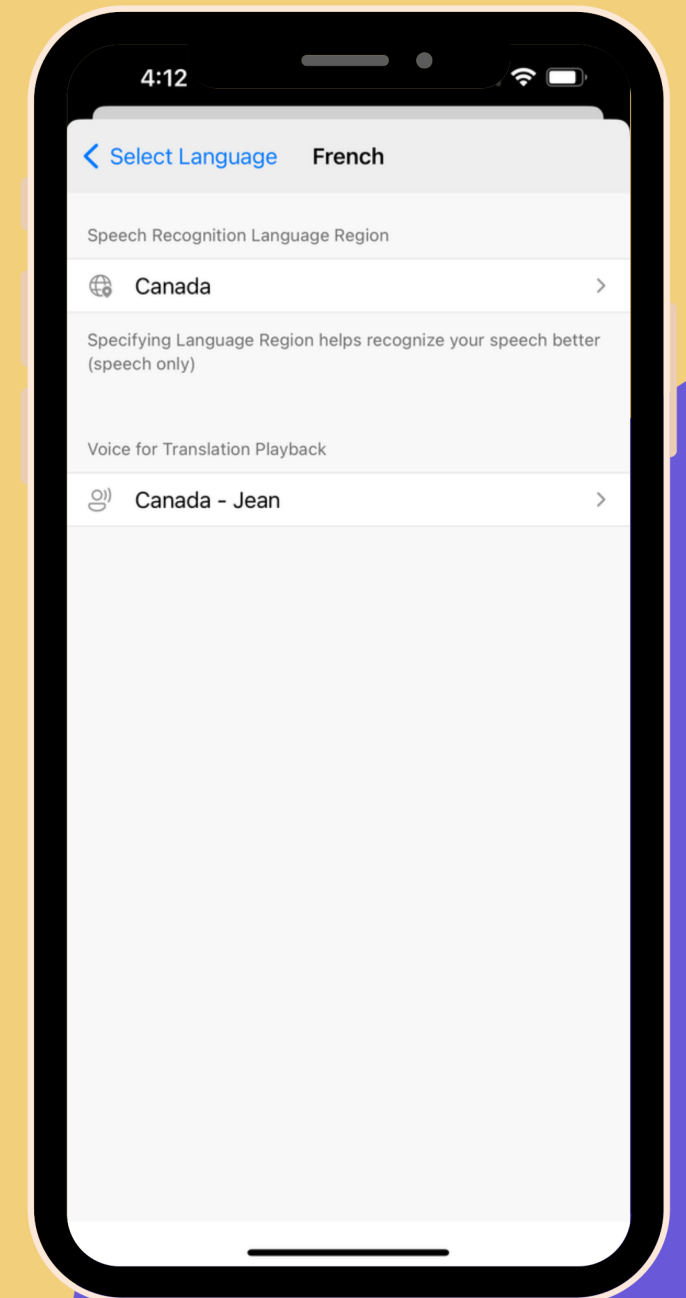 4:12
Select Language French
Speech Recognition Language Region
Canada
Specifying Language Region helps recognize your speech better
(speech only)
Voice for Translation Playback
Canada - Jean